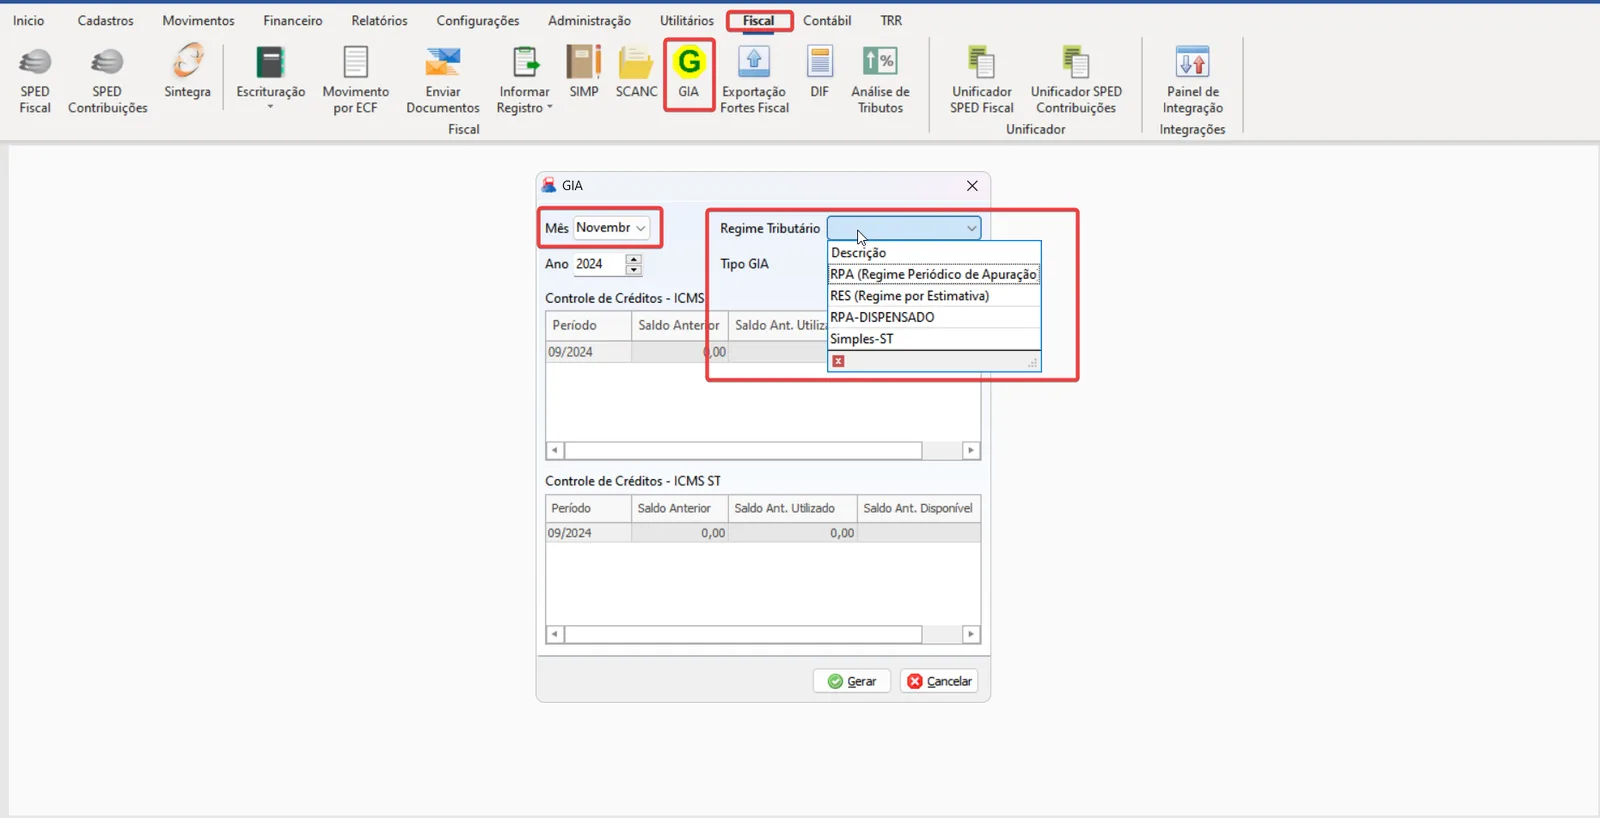 Inicio Cadastros Movimentos Financeiro Relatórios Configurações Administração Utilitários Fiscal Contábil TRR
SPED Fiscal
SPED Contribuições
Sintegra
Escrituração
Movimento por ECF
Enviar Documentos
Informar Registro
SIMP
SCANC
G
GIA
Exportação Fortes Fiscal
DIF
%
Análise de Tributos
Unificador SPED Fiscal
Unificador SPED Contribuições
Painel de Integração
Fiscal Unificador Integrações
GIA
Mês Novembr Regime Tributário
Ano 2024 Tipo GIA
Descrição
RPA (Regime Periódico de Apuração)
RES (Regime por Estimativa)
RPA-DISPENSADO
Simples-ST
Controle de Créditos - ICMS
Período Saldo Anterior Saldo Ant. Utiliza
09/2024 0,00
Controle de Créditos - ICMS ST
Período Saldo Anterior Saldo Ant. Utilizado Saldo Ant. Disponível
09/2024 0,00 0,00
Gerar Cancelar